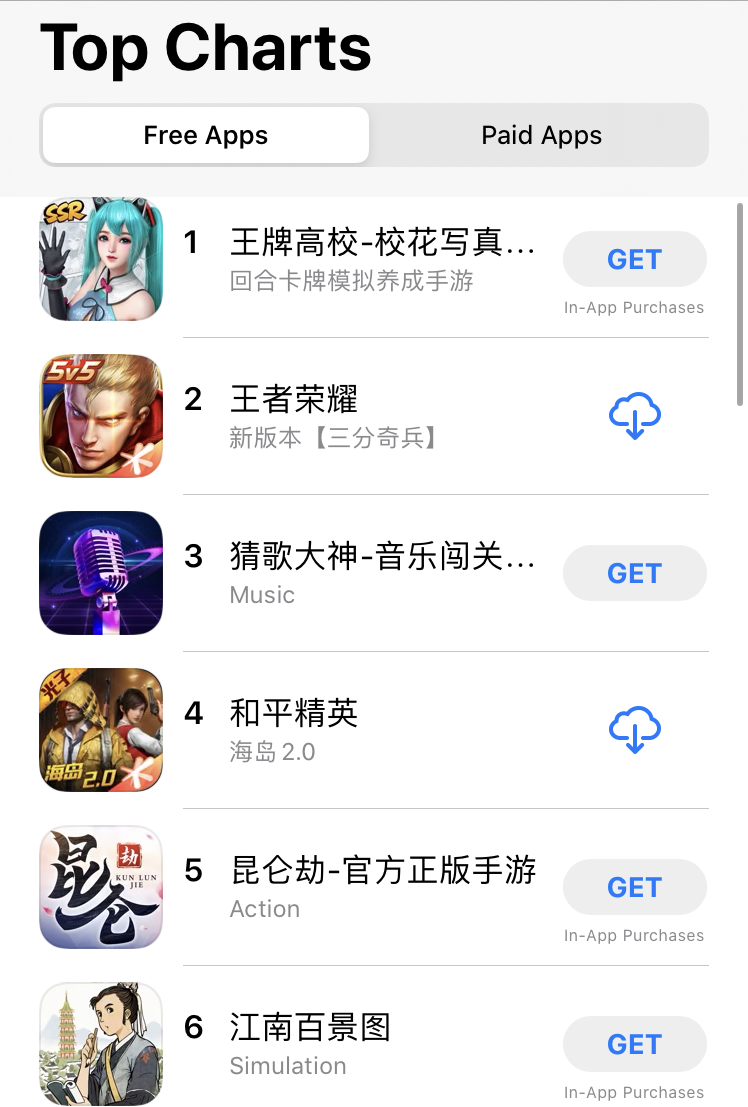 Top Charts
Free Apps
Paid Apps
SSR
1
王牌高校-校花写真...
回合卡牌模拟养成手游
GET
In-App Purchases
5v5
2
王者荣耀
新版本【三分奇兵】
3
猜歌大神-音乐闯关...
Music
GET
光子
海岛2.0
4
和平精英
海岛 2.0
昆仑
劫
KUN LUN
JIE
5
昆仑劫-官方正版手游
Action
GET
In-App Purchases
6
江南百景图
Simulation
GET
In-App Purchases